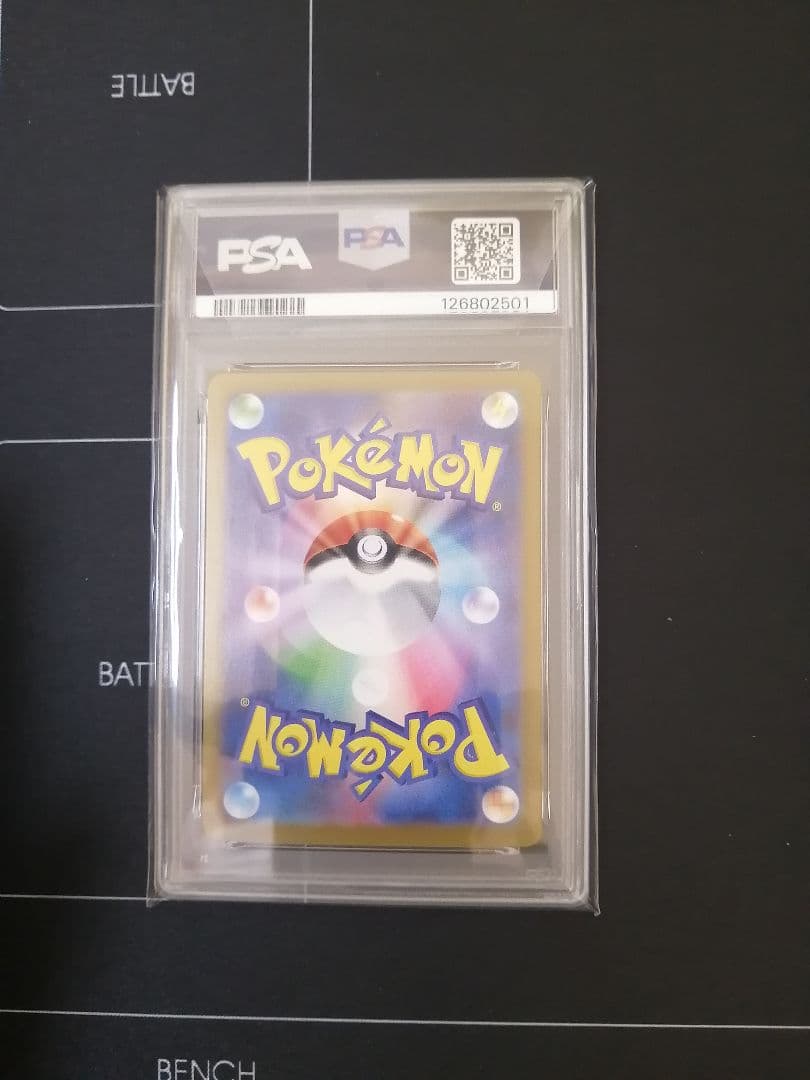 BATTLE
PSA
PSA
126802501
POKéMON
®
BATT
®
POKéMON
BENCH